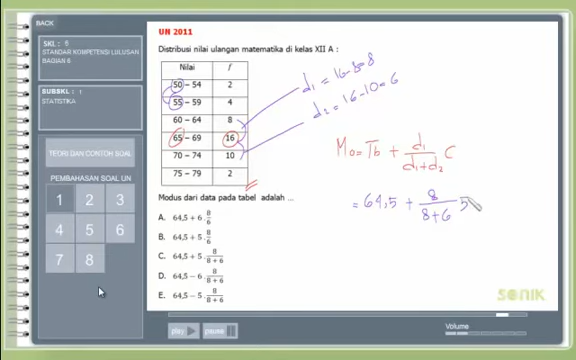 BACK
UN 2011
SKL : 6
STANDAR KOMPETENSI LULUSAN
BAGIAN 6
SUBSKL : 1
STATISTIKA
TEORI DAN CONTOH SOAL
PEMBAHASAN SOAL UN
1 2 3
4 5 6
7 8
Distribusi nilai ulangan matematika di kelas XII A :
Nilai f
50 – 54 2
55 – 59 4
60 – 64 8
65 – 69 16
70 – 74 10
75 – 79 2
d₁ = 16-8=8
d₂ = 16-10=6
Mo = Tb + d₁/(d₁+d₂) C
= 64,5 + 8/(8+6) 5
Modus dari data pada tabel adalah ...
A. 64,5 + 6 . 8/6
B. 64,5 + 5 . 8/6
C. 64,5 + 5 . 8/(8 + 6)
D. 64,5 – 6 . 8/(8 + 6)
E. 64,5 – 5 . 8/(8 + 6)
sonik
play
pause
Volume